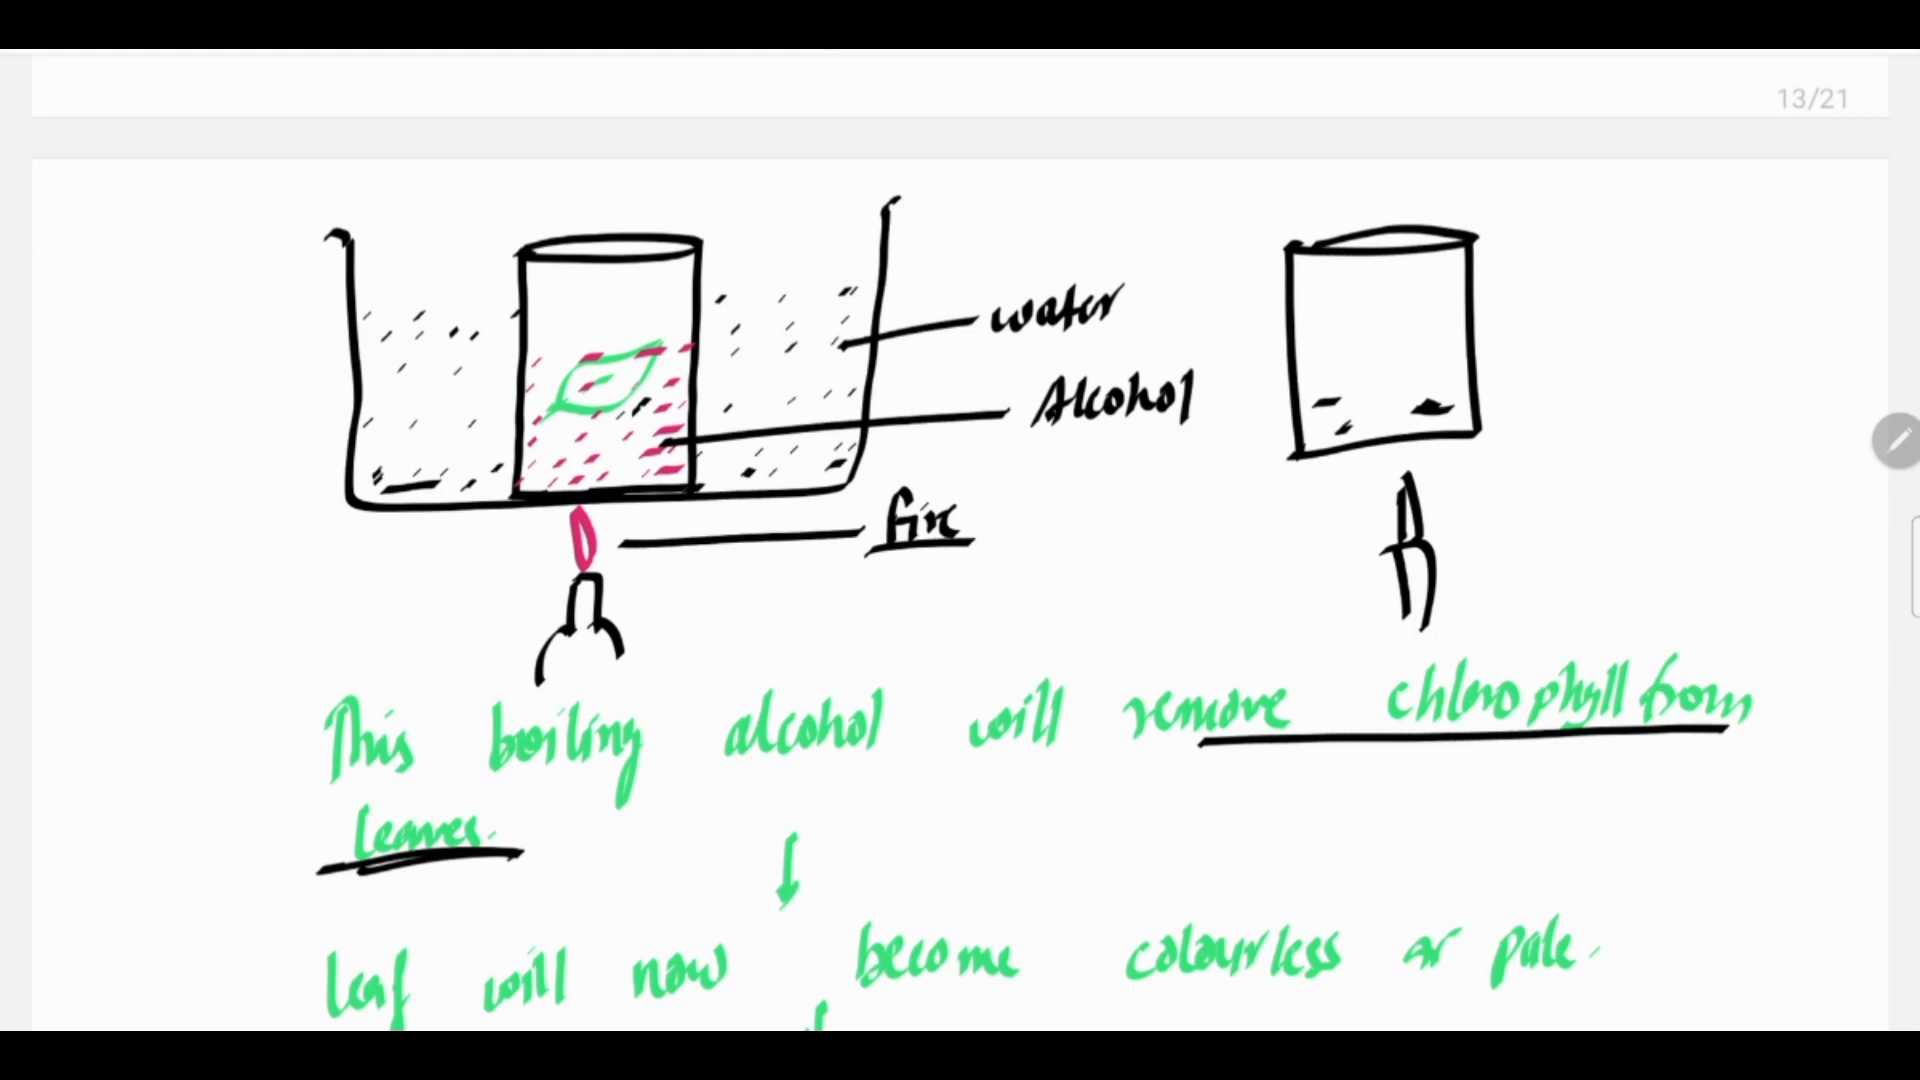 13/21
water
Alcohol
fire
This boiling alcohol will remove chlorophyll from
leaves.
leaf will now become colourless or pale.